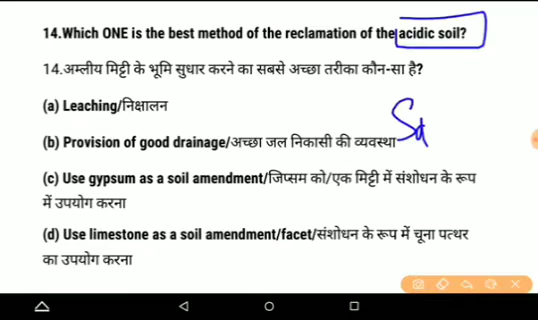 14.Which ONE is the best method of the reclamation of the acidic soil?
14.अम्लीय मिट्टी के भूमि सुधार करने का सबसे अच्छा तरीका कौन-सा है?
(a) Leaching/निक्षालन
(b) Provision of good drainage/अच्छा जल निकासी की व्यवस्था
(c) Use gypsum as a soil amendment/जिप्सम को/एक मिट्टी में संशोधन के रूप
में उपयोग करना
(d) Use limestone as a soil amendment/facet/संशोधन के रूप में चूना पत्थर
का उपयोग करना